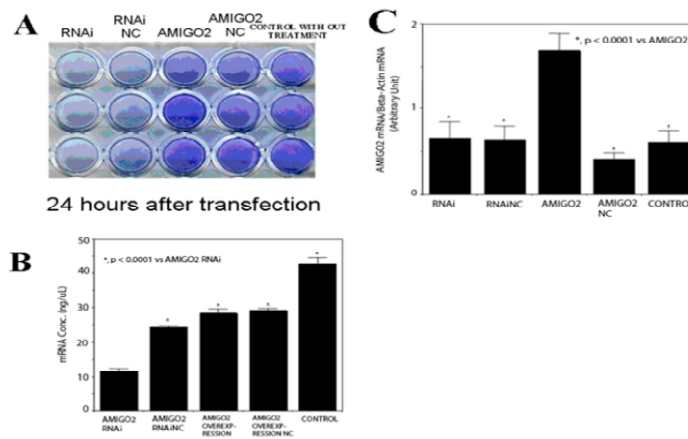 A
RNAi
RNAi
NC
AMIGO2
AMIGO2
NC
CONTROL WITH OUT
TREATMENT
24 hours after transfection
B
*, p < 0.0001 vs AMIGO2 RNAi
mRNA Conc. (ng/uL)
50
40
30
20
10
0
*
*
*
*
AMIGO2
RNAi
AMIGO2
RNAiNC
AMIGO2
OVEREXP-
RESSION
AMIGO2
OVEREXP-
RESSION NC
CONTROL
C
*, p < 0.0001 vs AMIGO2
AMIGO2 mRNA/Beta-Actin mRNA
(Arbitrary Unit)
2
1
0
*
*
*
*
RNAi
RNAiNC
AMIGO2
AMIGO2
NC
CONTROL